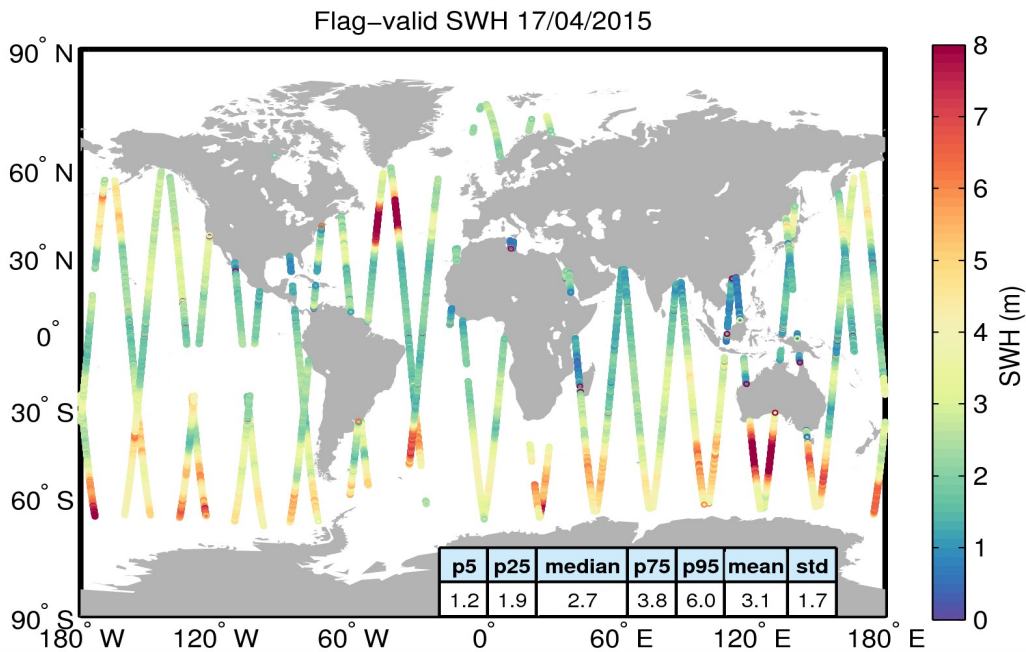 Flag−valid SWH 17/04/2015
90° N
60° N
30° N
0°
30° S
60° S
90° S
180° W
120° W
60° W
0°
60° E
120° E
180° E
8
7
6
5
4
3
2
1
0
SWH (m)
p5 p25 median p75 p95 mean std
1.2 1.9 2.7 3.8 6.0 3.1 1.7